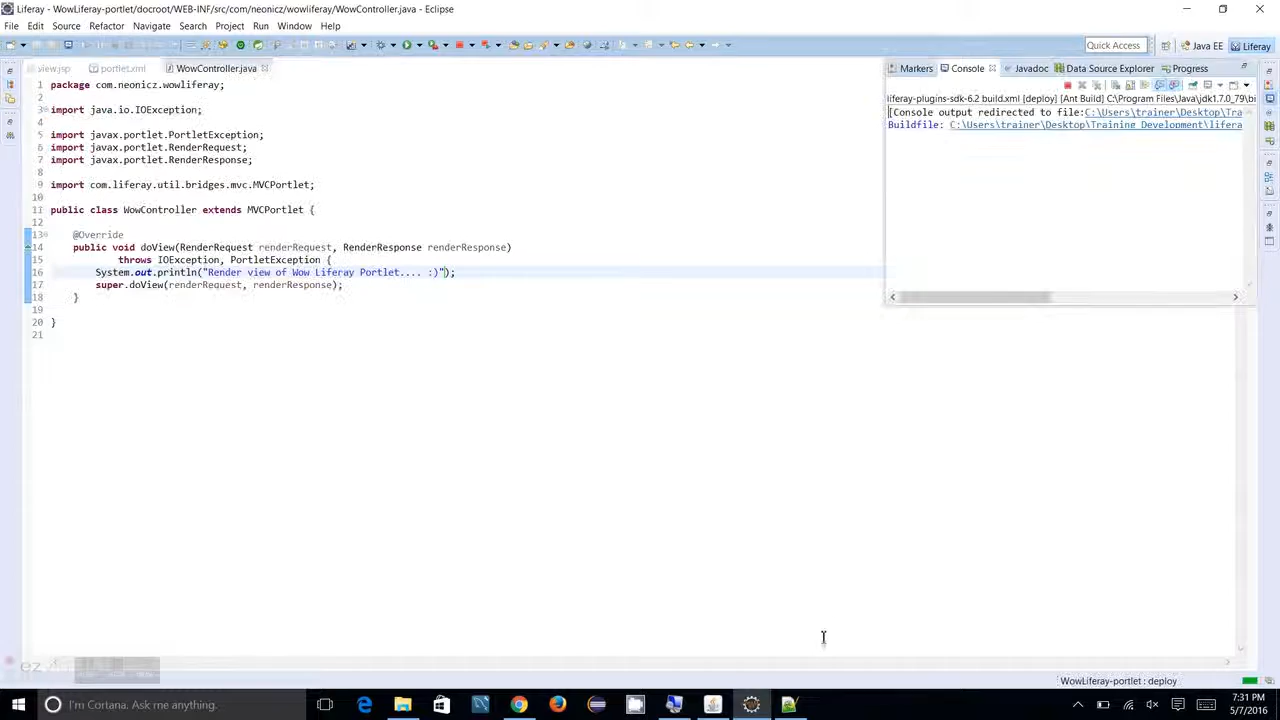 Liferay - WowLiferay-portlet/docroot/WEB-INF/src/com/neonicz/wowliferay/WowController.java - Eclipse
File Edit Source Refactor Navigate Search Project Run Window Help
Quick Access
Java EE
Liferay
view.jsp
portlet.xml
WowController.java
Markers
Console
Javadoc
Data Source Explorer
Progress
1 package com.neonicz.wowliferay;
2
3 import java.io.IOException;
4
5 import javax.portlet.PortletException;
6 import javax.portlet.RenderRequest;
7 import javax.portlet.RenderResponse;
8
9 import com.liferay.util.bridges.mvc.MVCPortlet;
10
11 public class WowController extends MVCPortlet {
12
13 @Override
14 public void doView(RenderRequest renderRequest, RenderResponse renderResponse)
15 throws IOException, PortletException {
16 System.out.println("Render view of Wow Liferay Portlet.... :)");
17 super.doView(renderRequest, renderResponse);
18 }
19
20 }
21
liferay-plugins-sdk-6.2 build.xml [deploy] [Ant Build] C:\Program Files\Java\jdk1.7.0_79\bi
[Console output redirected to file:C:\Users\trainer\Desktop\Tra
Buildfile: C:\Users\trainer\Desktop\Training Development\lifera
ez
WowLiferay-portlet : deploy
I'm Cortana. Ask me anything.
7:31 PM
5/7/2016